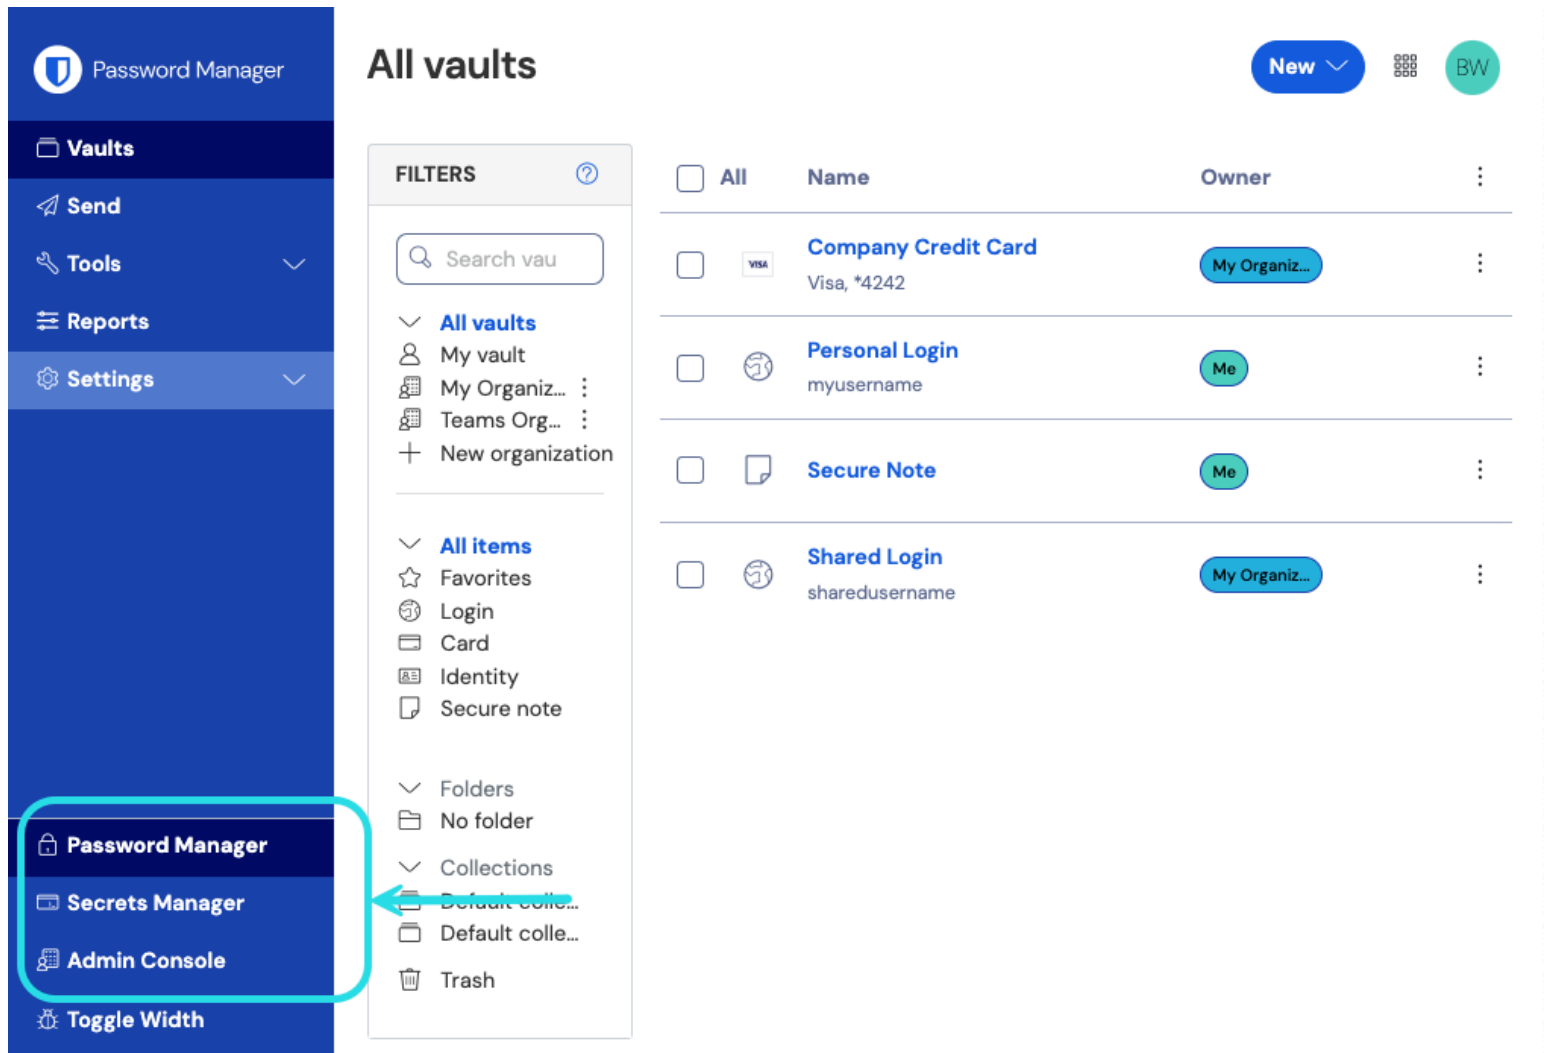 Password Manager
Vaults
Send
Tools
Reports
Settings
Password Manager
Secrets Manager
Admin Console
Toggle Width
All vaults
New
BW
FILTERS
Search vau
All vaults
My vault
My Organiz...
Teams Org...
New organization
All items
Favorites
Login
Card
Identity
Secure note
Folders
No folder
Collections
Default colle...
Default colle...
Trash
All Name Owner
VISA
Company Credit Card
Visa, *4242
My Organiz...
Personal Login
myusername
Me
Secure Note
Me
Shared Login
sharedusername
My Organiz...